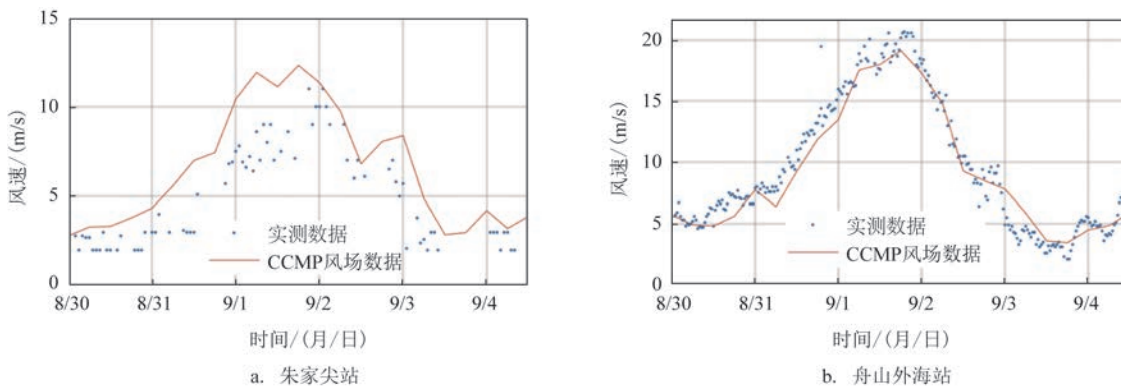 15
10
5
0
风速/(m/s)
实测数据
CCMP风场数据
8/30 8/31 9/1 9/2 9/3 9/4
时间/(月/日)
a. 朱家尖站
20
15
10
5
0
风速/(m/s)
实测数据
CCMP风场数据
8/30 8/31 9/1 9/2 9/3 9/4
时间/(月/日)
b. 舟山外海站